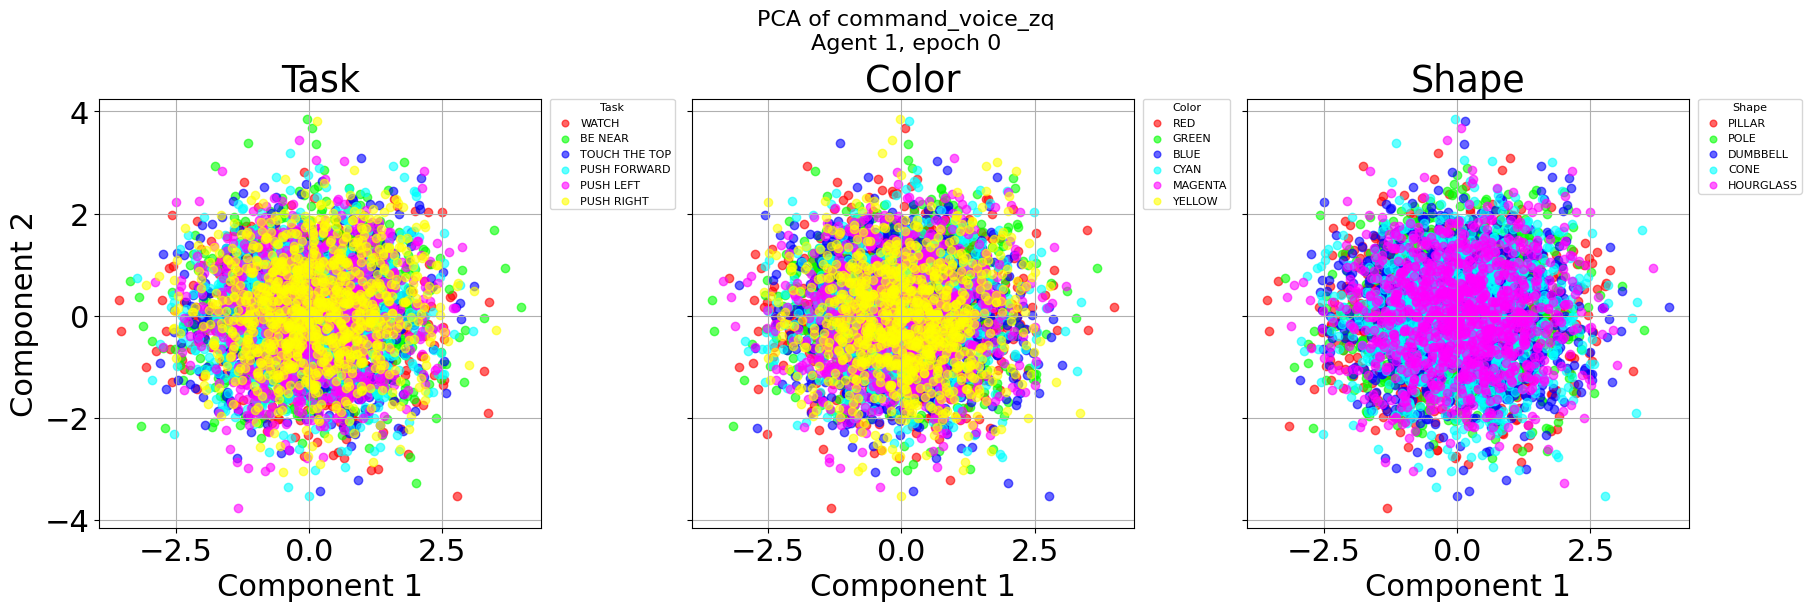 PCA of command_voice_zq
Agent 1, epoch 0
Task
Color
Shape
Component 2
4
2
0
−2
−4
−2.5 0.0 2.5
Component 1
Task
WATCH
BE NEAR
TOUCH THE TOP
PUSH FORWARD
PUSH LEFT
PUSH RIGHT
−2.5 0.0 2.5
Component 1
Color
RED
GREEN
BLUE
CYAN
MAGENTA
YELLOW
−2.5 0.0 2.5
Component 1
Shape
PILLAR
POLE
DUMBBELL
CONE
HOURGLASS